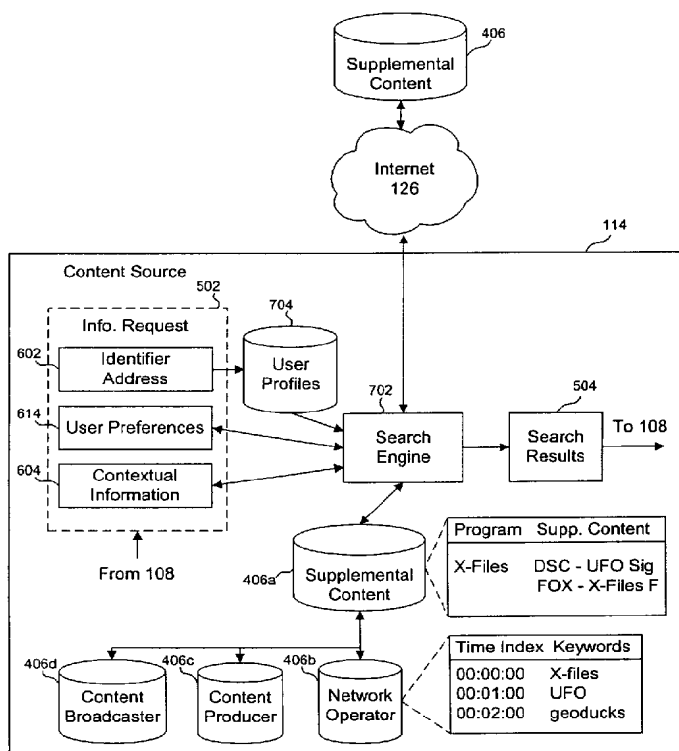 406
Supplemental
Content
Internet
126
114
Content Source
502
704
Info. Request
602
Identifier
Address
User
Profiles
702
504
614
User Preferences
Search
Engine
Search
Results
To 108
604
Contextual
Information
From 108
406a
Supplemental
Content
Program Supp. Content
X-Files DSC - UFO Sig
FOX - X-Files F
406d
406c
406b
Content
Broadcaster
Content
Producer
Network
Operator
Time Index Keywords
00:00:00 X-files
00:01:00 UFO
00:02:00 geoducks